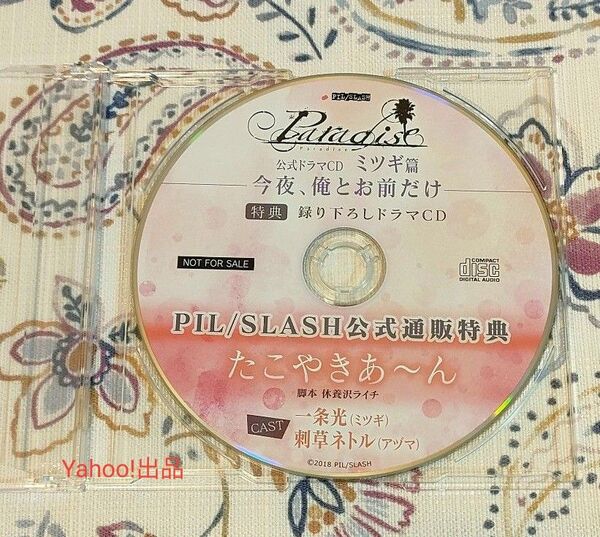 PIL/SLASH
Paradise
Paradise
公式ドラマCD ミツギ篇
今夜、俺とお前だけ
特典 録り下ろしドラマCD
NOT FOR SALE
COMPACT
disc
DIGITAL AUDIO
PIL/SLASH公式通販特典
たこやきあ〜ん
脚本 休養沢ライチ
CAST 一条光(ミツギ)
刺草ネトル(アヅマ)
©2018 PIL/SLASH
Yahoo!出品